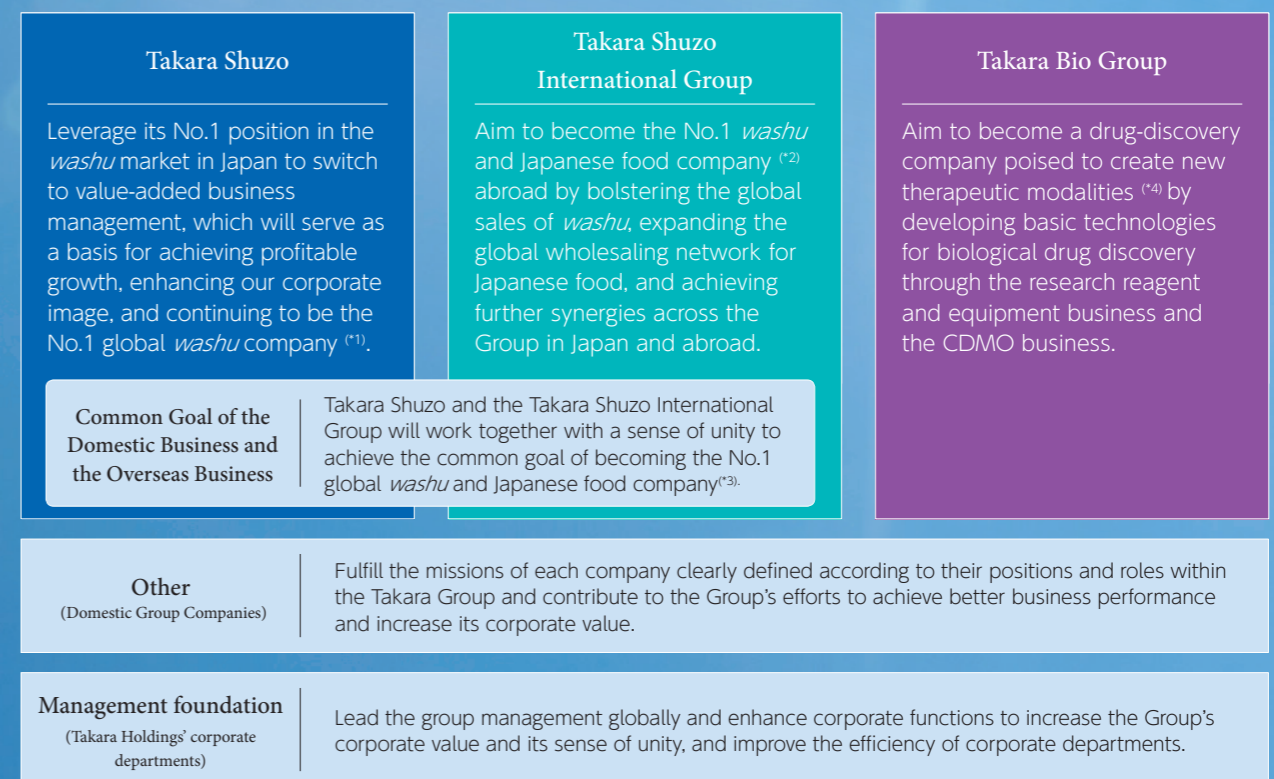 Takara Shuzo
Leverage its No.1 position in the
washu market in Japan to switch
to value-added business
management, which will serve as
a basis for achieving profitable
growth, enhancing our corporate
image, and continuing to be the
No.1 global washu company (*1).
Takara Shuzo
International Group
Aim to become the No.1 washu
and Japanese food company (*2)
abroad by bolstering the global
sales of washu, expanding the
global wholesaling network for
Japanese food, and achieving
further synergies across the
Group in Japan and abroad.
Takara Bio Group
Aim to become a drug-discovery
company poised to create new
therapeutic modalities (*4) by
developing basic technologies
for biological drug discovery
through the research reagent
and equipment business and
the CDMO business.
Common Goal of the
Domestic Business and
the Overseas Business
Takara Shuzo and the Takara Shuzo International
Group will work together with a sense of unity to
achieve the common goal of becoming the No.1
global washu and Japanese food company(*3).
Other
(Domestic Group Companies)
Fulfill the missions of each company clearly defined according to their positions and roles within
the Takara Group and contribute to the Group's efforts to achieve better business performance
and increase its corporate value.
Management foundation
(Takara Holdings' corporate
departments)
Lead the group management globally and enhance corporate functions to increase the Group's
corporate value and its sense of unity, and improve the efficiency of corporate departments.